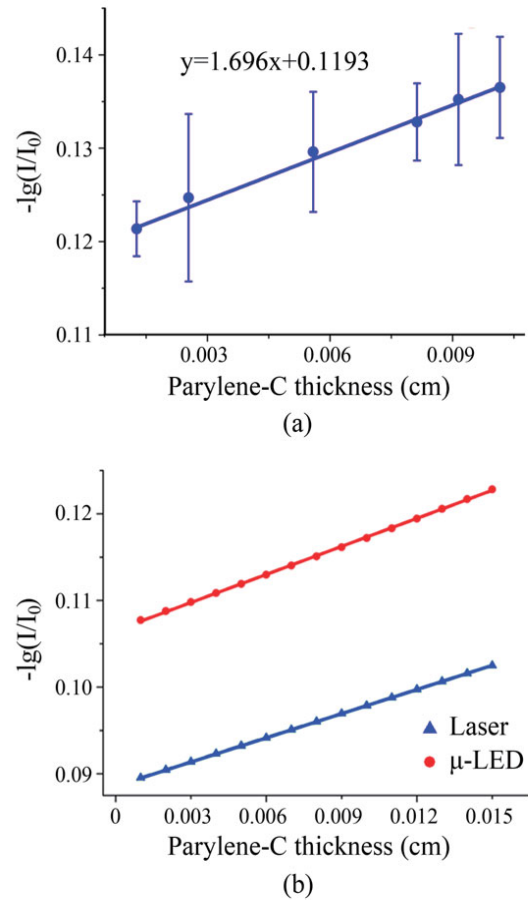 y=1.696x+0.1193
0.14
0.13
0.12
0.11
-lg(I/I₀)
0.003 0.006 0.009
Parylene-C thickness (cm)
(a)
0.12
0.11
0.10
0.09
-lg(I/I₀)
Laser
μ-LED
0 0.003 0.006 0.009 0.012 0.015
Parylene-C thickness (cm)
(b)